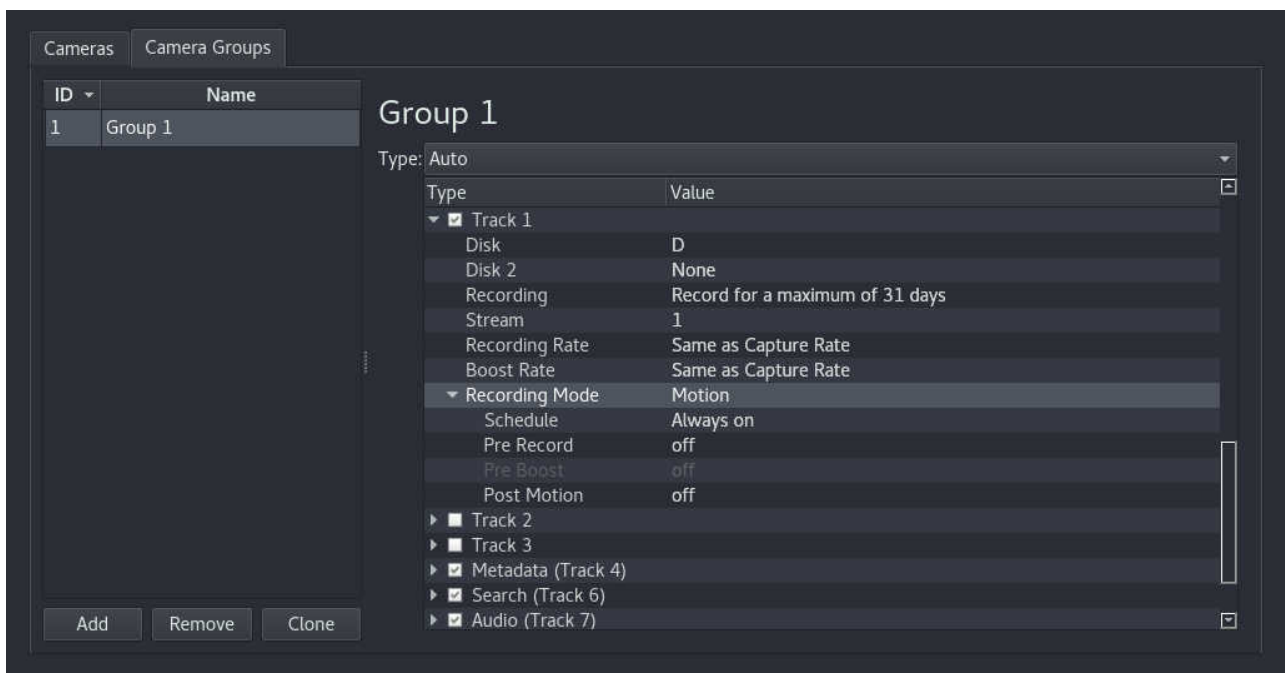 Cameras Camera Groups
ID Name
1 Group 1
Group 1
Type: Auto
Type Value
Track 1
Disk D
Disk 2 None
Recording Record for a maximum of 31 days
Stream 1
Recording Rate Same as Capture Rate
Boost Rate Same as Capture Rate
Recording Mode Motion
Schedule Always on
Pre Record off
Pre Boost off
Post Motion off
Track 2
Track 3
Metadata (Track 4)
Search (Track 6)
Audio (Track 7)
Add Remove Clone